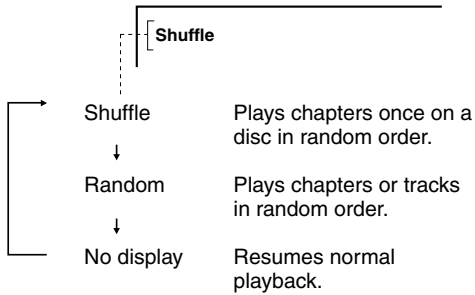 Shuffle
Shuffle Plays chapters once on a
disc in random order.
Random Plays chapters or tracks
in random order.
No display Resumes normal
playback.